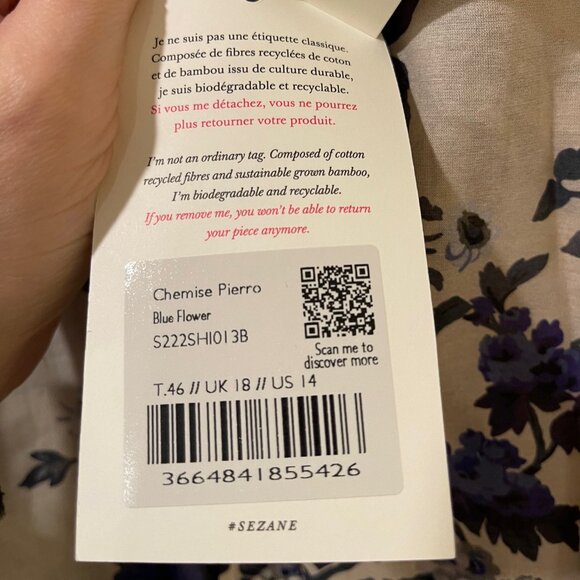 Je ne suis pas une étiquette classique.
Composée de fibres recyclées de coton
et de bambou issu de culture durable,
je suis biodégradable et recyclable.
Si vous me détachez, vous ne pourrez
plus retourner votre produit.
I'm not an ordinary tag. Composed of cotton
recycled fibres and sustainable grown bamboo,
I'm biodegradable and recyclable.
If you remove me, you won't be able to return
your piece anymore.
Chemise Pierro
Blue Flower
S222SHI013B
Scan me to
discover more
T.46 // UK 18 // US 14
3664841855426
#SEZANE